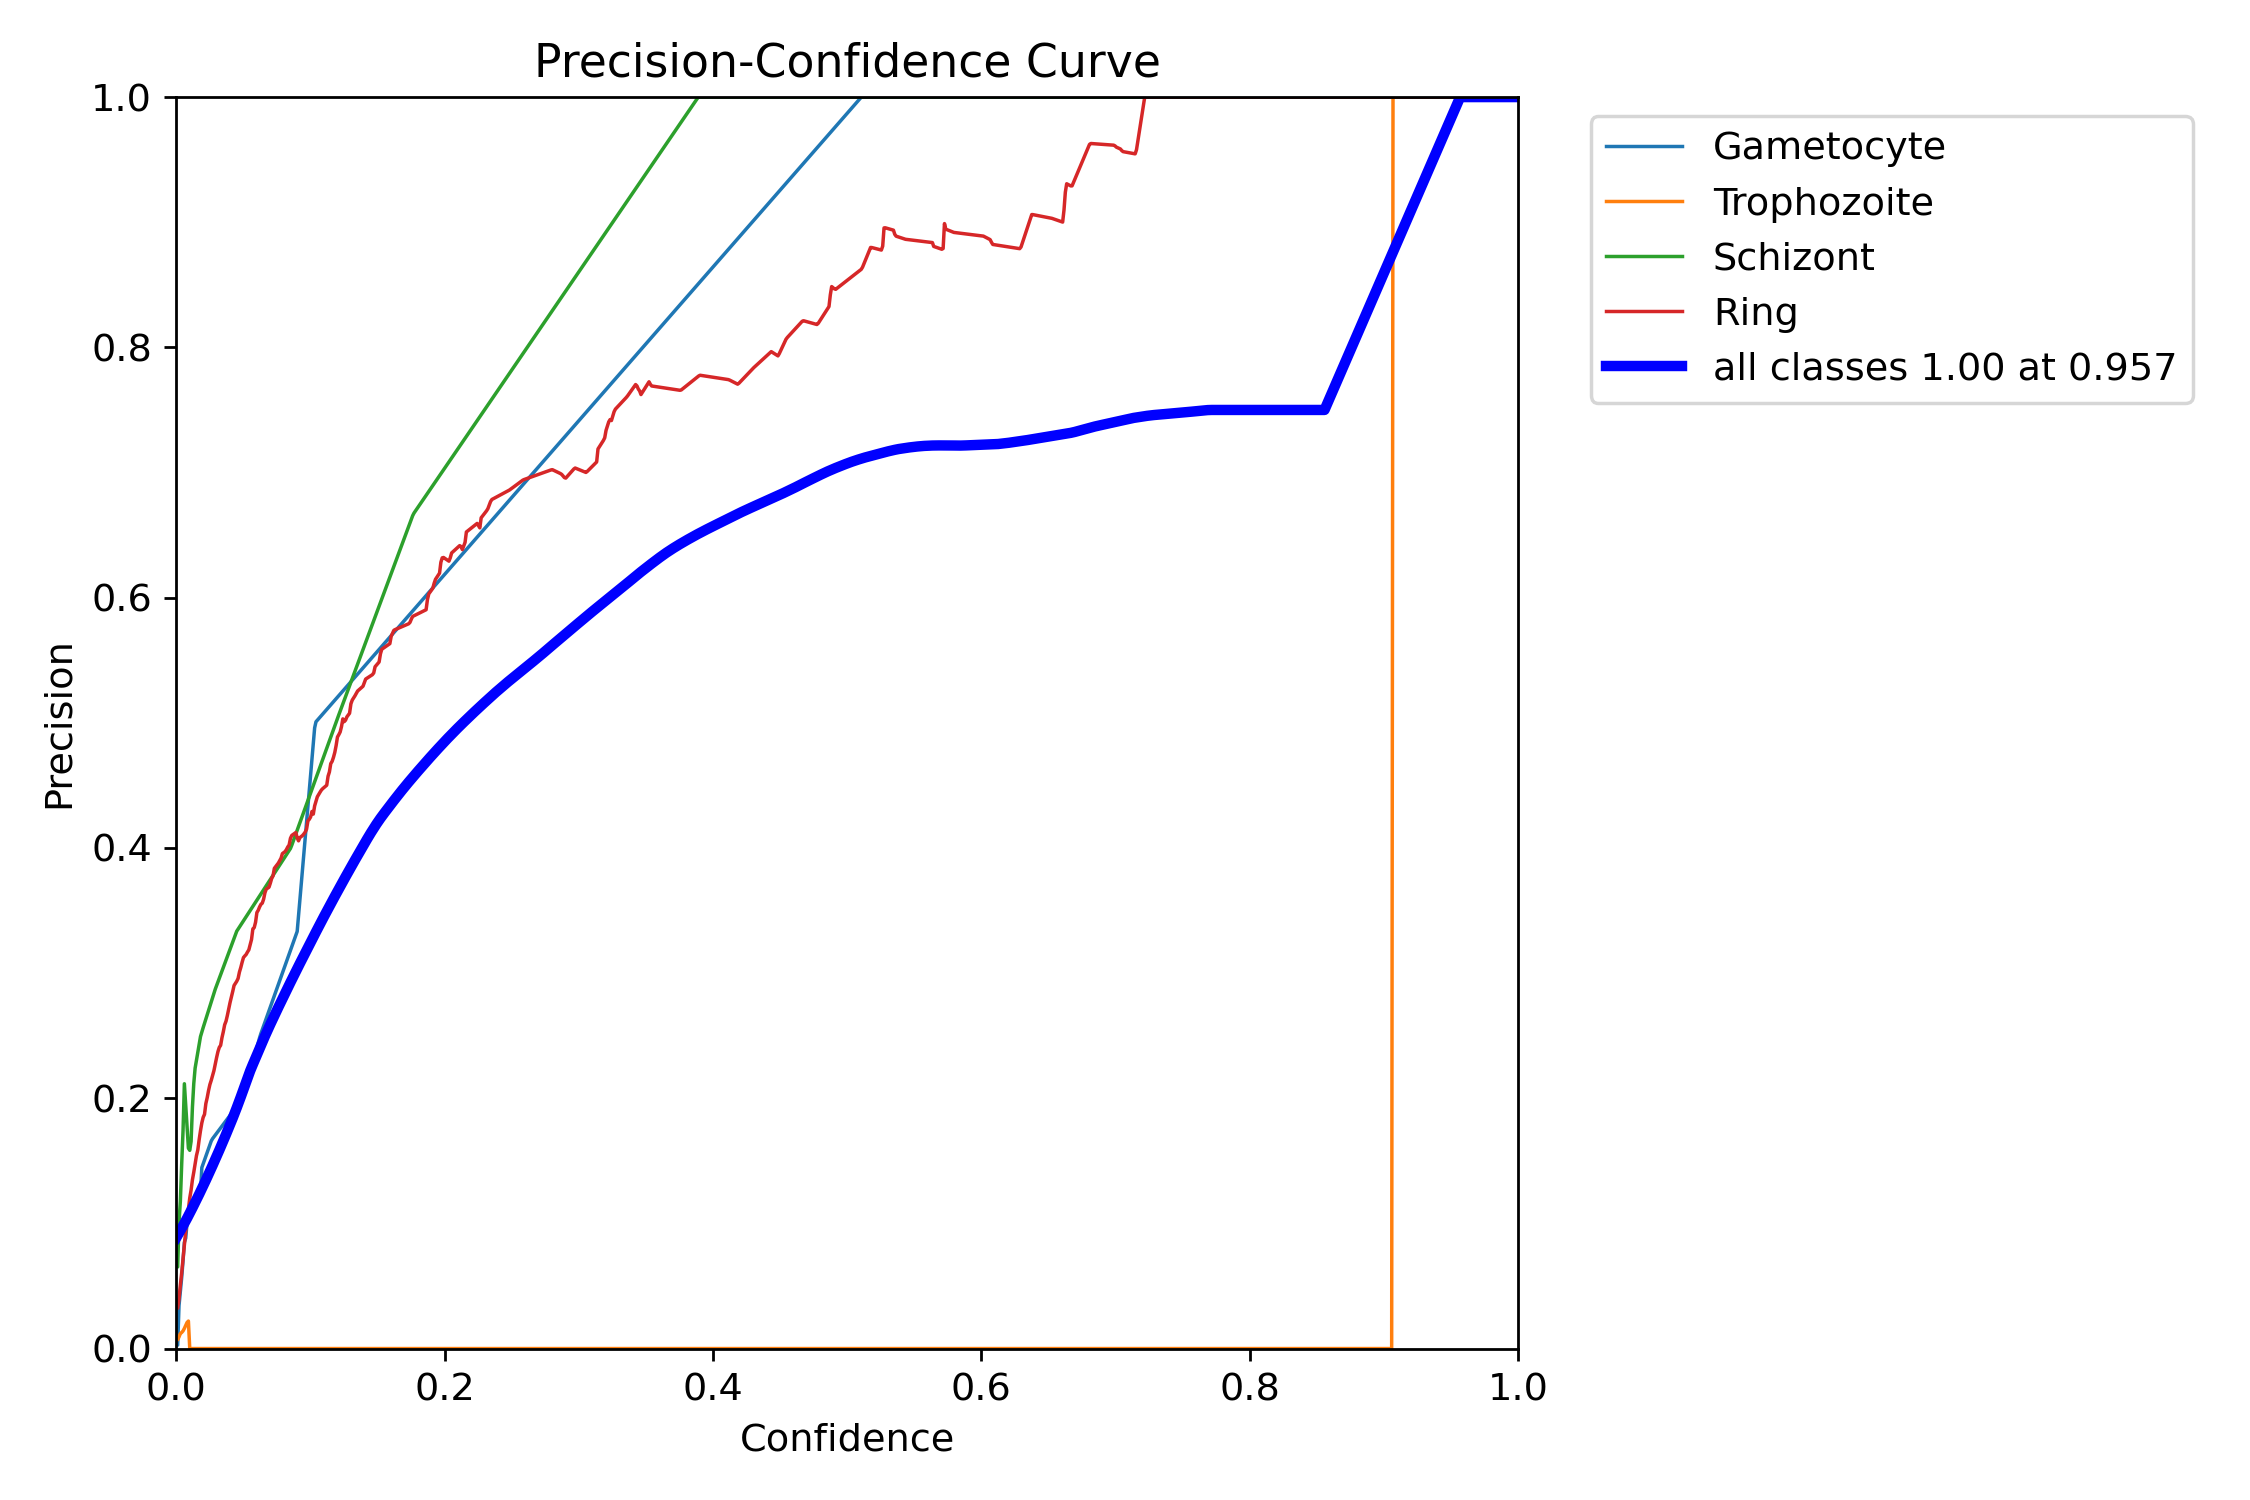 Precision-Confidence Curve
1.0
0.8
0.6
0.4
0.2
0.0
Precision
0.0 0.2 0.4 0.6 0.8 1.0
Confidence
Gametocyte
Trophozoite
Schizont
Ring
all classes 1.00 at 0.957